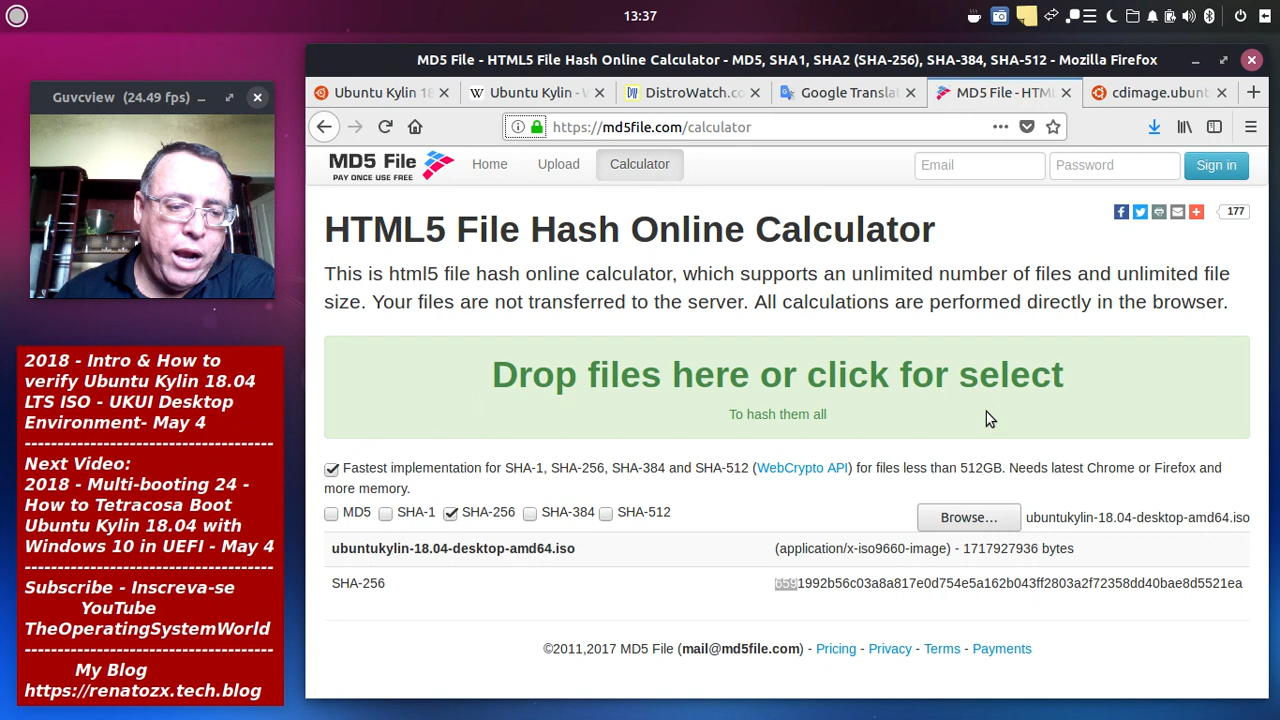 13:37
Guvcview (24.49 fps)
MD5 File - HTML5 File Hash Online Calculator - MD5, SHA1, SHA2 (SHA-256), SHA-384, SHA-512 - Mozilla Firefox
Ubuntu Kylin 18
Ubuntu Kylin - W
DistroWatch.co
Google Translat
MD5 File - HTML
cdimage.ubunt
https://md5file.com/calculator
MD5 File
PAY ONCE USE FREE
Home
Upload
Calculator
Email
Password
Sign in
177
HTML5 File Hash Online Calculator
This is html5 file hash online calculator, which supports an unlimited number of files and unlimited file
size. Your files are not transferred to the server. All calculations are performed directly in the browser.
Drop files here or click for select
To hash them all
Fastest implementation for SHA-1, SHA-256, SHA-384 and SHA-512 (WebCrypto API) for files less than 512GB. Needs latest Chrome or Firefox and
more memory.
MD5 SHA-1 SHA-256 SHA-384 SHA-512
Browse... ubuntukylin-18.04-desktop-amd64.iso
ubuntukylin-18.04-desktop-amd64.iso (application/x-iso9660-image) - 1717927936 bytes
SHA-256 6591992b56c03a8a817e0d754e5a162b043ff2803a2f72358dd40bae8d5521ea
©2011,2017 MD5 File (mail@md5file.com) - Pricing - Privacy - Terms - Payments
2018 - Intro & How to
verify Ubuntu Kylin 18.04
LTS ISO - UKUI Desktop
Environment- May 4
--------------------------------------
Next Video:
2018 - Multi-booting 24 -
How to Tetracosa Boot
Ubuntu Kylin 18.04 with
Windows 10 in UEFI - May 4
--------------------------------------
Subscribe - Inscreva-se
YouTube
TheOperatingSystemWorld
--------------------------------------
My Blog
https://renatozx.tech.blog